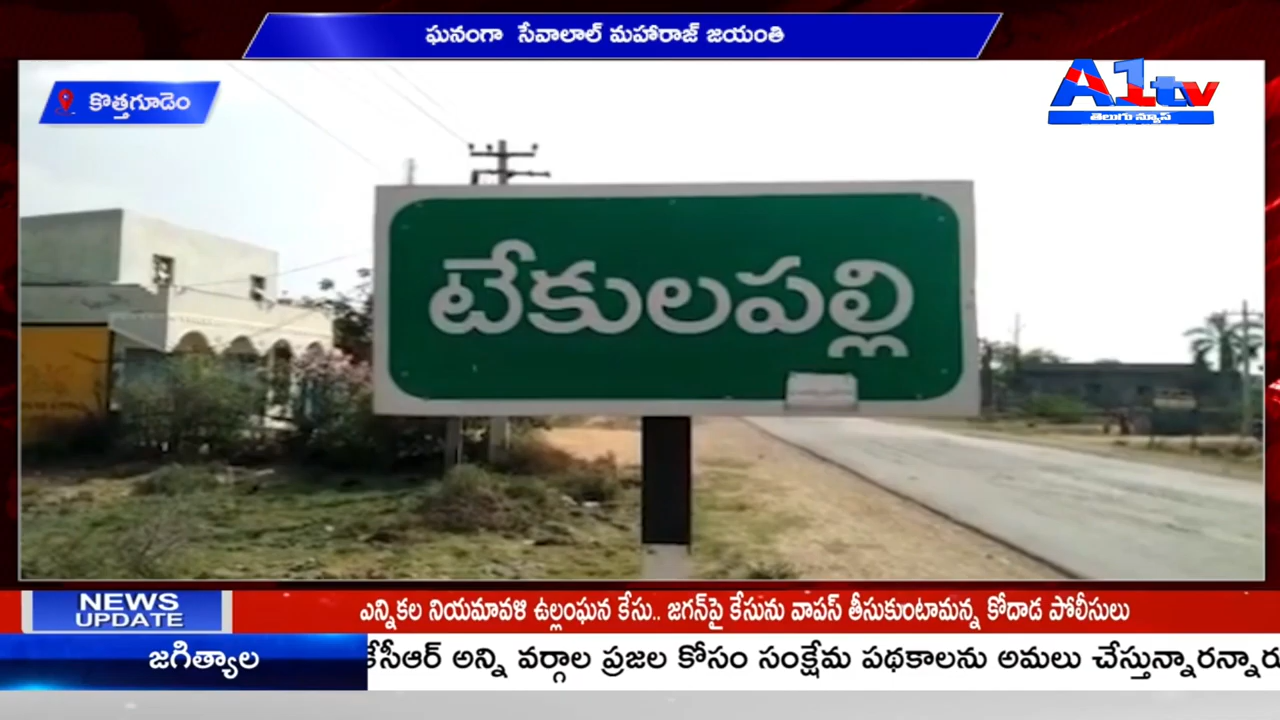 ఘనంగా సేవాలాల్ మహారాజ్ జయంతి
కొత్తగూడెం
A1tv
తెలుగు న్యూస్
టేకులపల్లి
NEWS
UPDATE
ఎన్నికల నియమావళి ఉల్లంఘన కేసు.. జగన్‌పై కేసును వాపస్ తీసుకుంటామన్న కోదాడ పోలీసులు
జగిత్యాల
కేసీఆర్ అన్ని వర్గాల ప్రజల కోసం సంక్షేమ పథకాలను అమలు చేస్తున్నారన్నారు